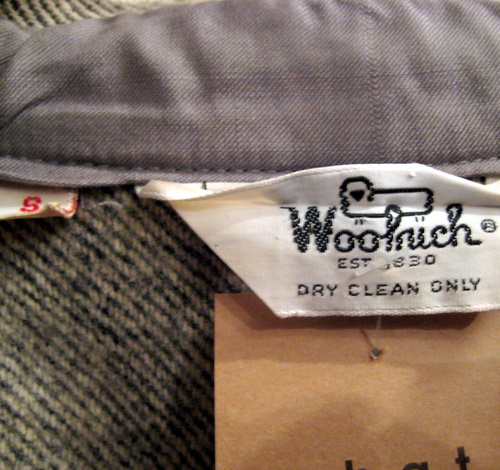 S
Woolrich®
EST. 1830
DRY CLEAN ONLY